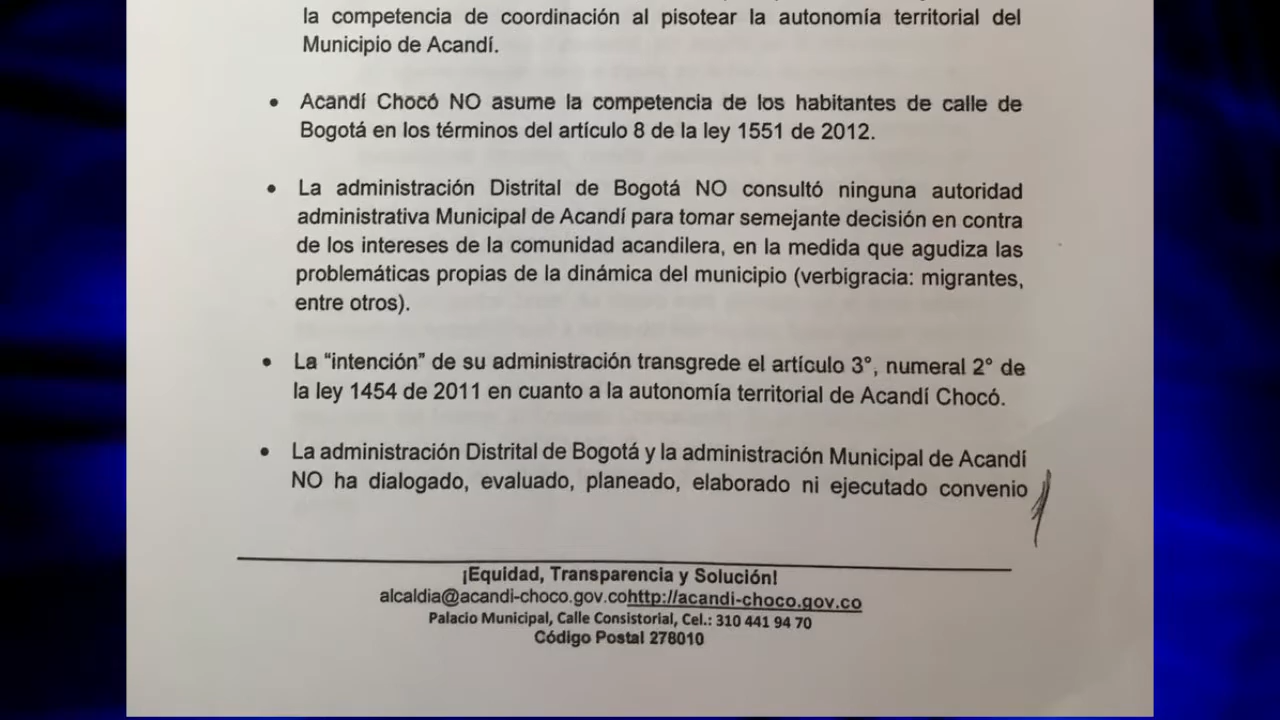 la competencia de coordinación al pisotear la autonomía territorial del
Municipio de Acandí.
• Acandí Chocó NO asume la competencia de los habitantes de calle de
Bogotá en los términos del artículo 8 de la ley 1551 de 2012.
• La administración Distrital de Bogotá NO consultó ninguna autoridad
administrativa Municipal de Acandí para tomar semejante decisión en contra
de los intereses de la comunidad acandilera, en la medida que agudiza las
problemáticas propias de la dinámica del municipio (verbigracia: migrantes,
entre otros).
• La “intención” de su administración transgrede el artículo 3°, numeral 2° de
la ley 1454 de 2011 en cuanto a la autonomía territorial de Acandí Chocó.
• La administración Distrital de Bogotá y la administración Municipal de Acandí
NO ha dialogado, evaluado, planeado, elaborado ni ejecutado convenio
¡Equidad, Transparencia y Solución!
alcaldia@acandi-choco.gov.cohttp://acandi-choco.gov.co
Palacio Municipal, Calle Consistorial, Cel.: 310 441 94 70
Código Postal 278010